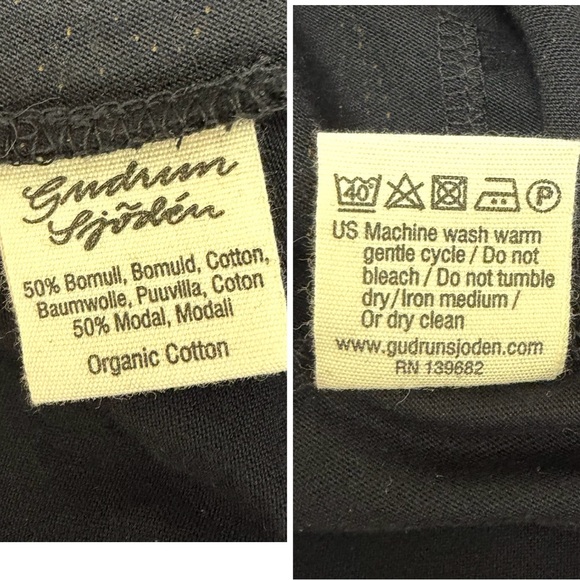 Gudrun
Sjödén
50% Bomull, Bomuld, Cotton,
Baumwolle, Puuvilla, Coton
50% Modal, Modali
Organic Cotton
40°
P
US Machine wash warm
gentle cycle / Do not
bleach / Do not tumble
dry / Iron medium /
Or dry clean
www.gudrunsjoden.com
RN 139682